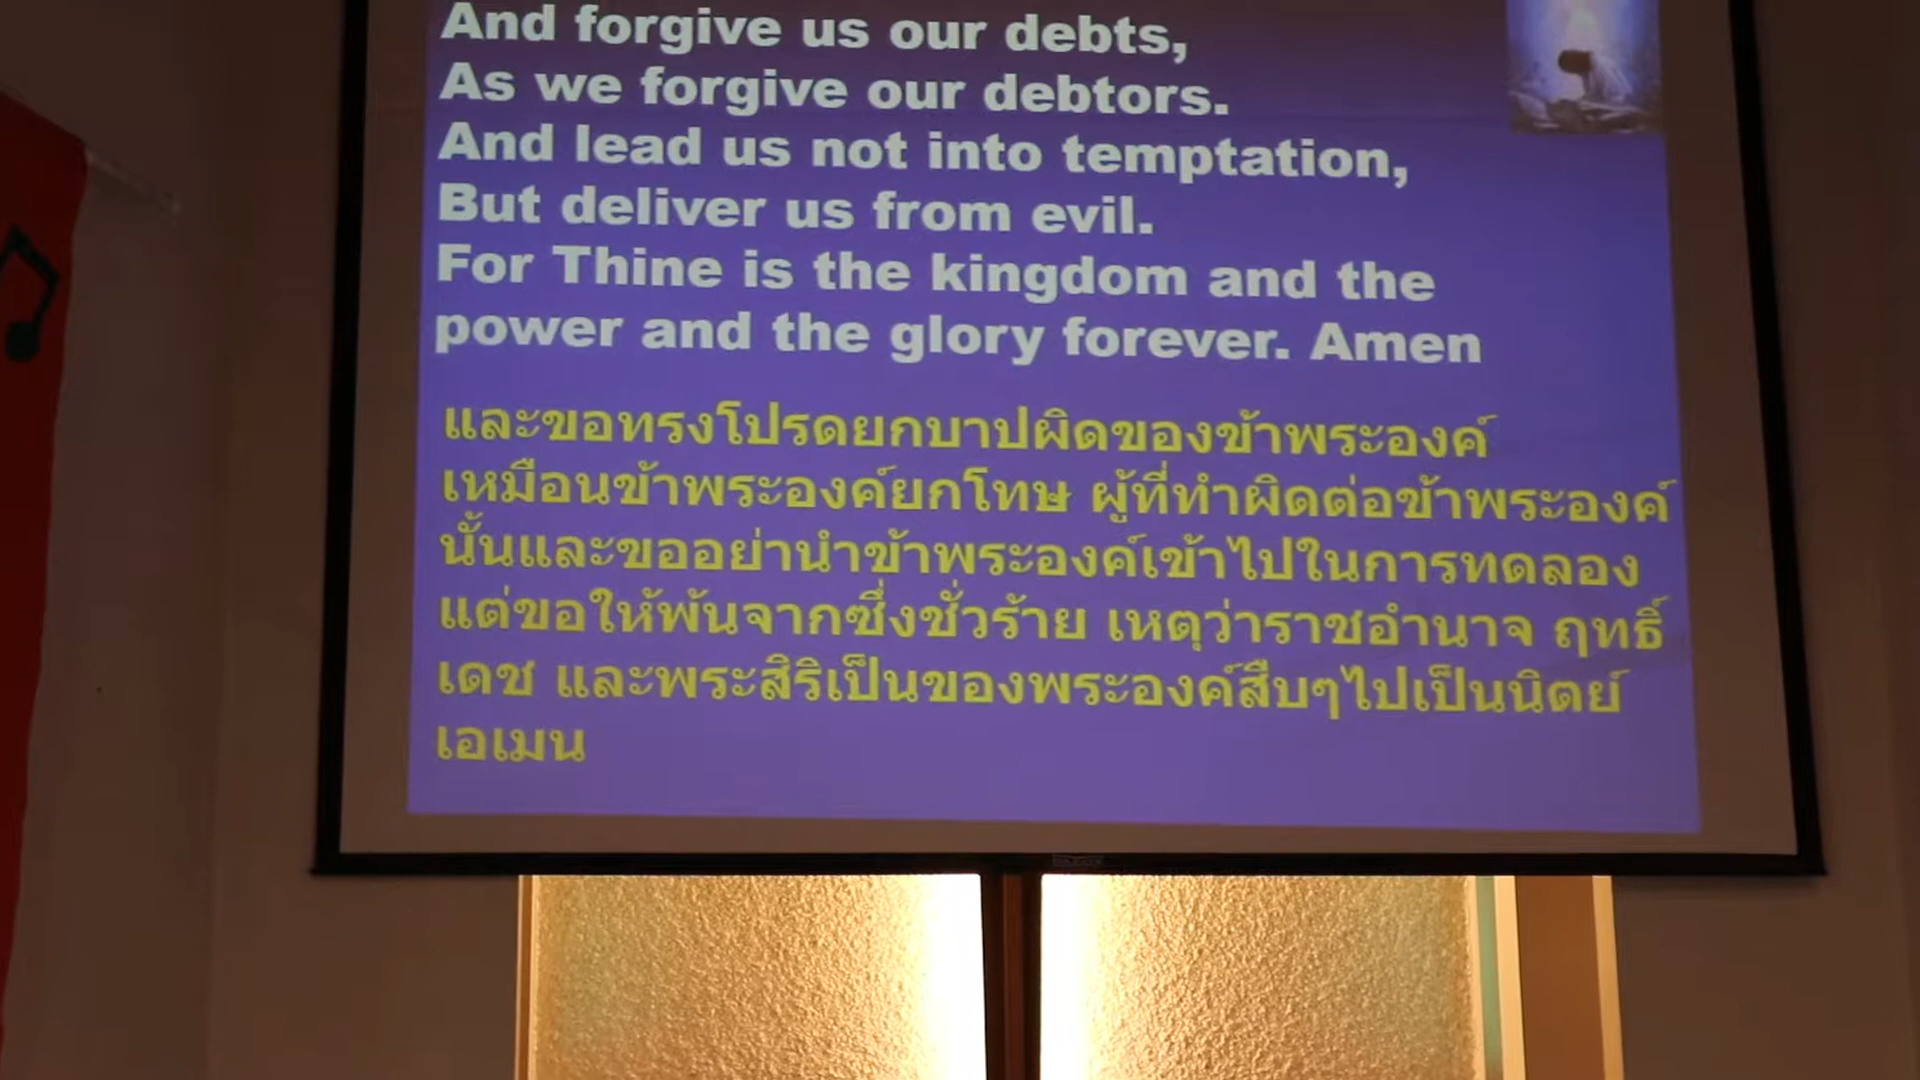 And forgive us our debts,
As we forgive our debtors.
And lead us not into temptation,
But deliver us from evil.
For Thine is the kingdom and the
power and the glory forever. Amen
และขอทรงโปรดยกบาปผิดของข้าพระองค์
เหมือนข้าพระองค์ยกโทษ ผู้ที่ทำผิดต่อข้าพระองค์
นั้นและขออย่านำข้าพระองค์เข้าไปในการทดลอง
แต่ขอให้พ้นจากซึ่งชั่วร้าย เหตุว่าราชอำนาจ ฤทธิ์
เดช และพระสิริเป็นของพระองค์สืบๆไปเป็นนิตย์
เอเมน